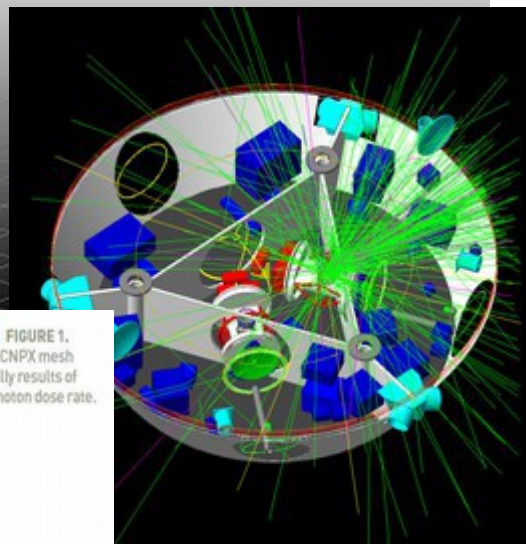 FIGURE 1.
CNPX mesh
lly results of
hoton dose rate.